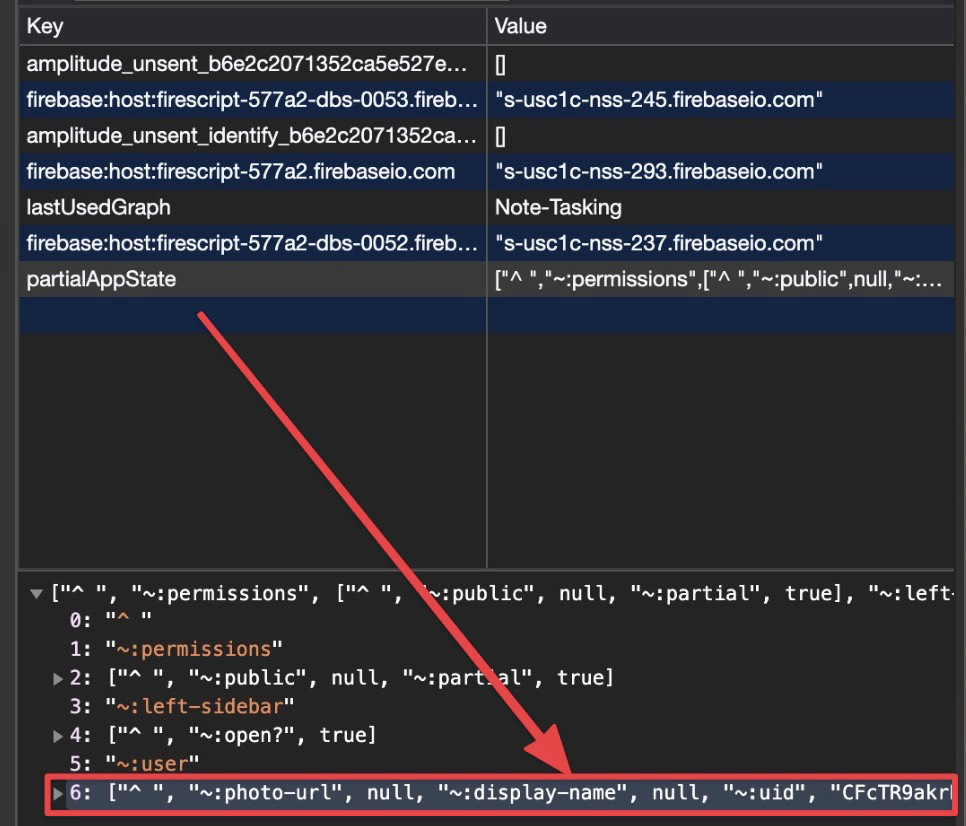 Key Value
amplitude_unsent_b6e2c2071352ca5e527e... []
firebase:host:firescript-577a2-dbs-0053.fireb... "s-usc1c-nss-245.firebaseio.com"
amplitude_unsent_identify_b6e2c2071352ca... []
firebase:host:firescript-577a2.firebaseio.com "s-usc1c-nss-293.firebaseio.com"
lastUsedGraph Note-Tasking
firebase:host:firescript-577a2-dbs-0052.fireb... "s-usc1c-nss-237.firebaseio.com"
partialAppState ["^ ","~:permissions",["^ ","~:public",null,"~:...
▼ ["^ ", "~:permissions", ["^ ", "~:public", null, "~:partial", true], "~:left-
0: "^ "
1: "~:permissions"
▶ 2: ["^ ", "~:public", null, "~:partial", true]
3: "~:left-sidebar"
▶ 4: ["^ ", "~:open?", true]
5: "~:user"
▶ 6: ["^ ", "~:photo-url", null, "~:display-name", null, "~:uid", "CFcTR9akr